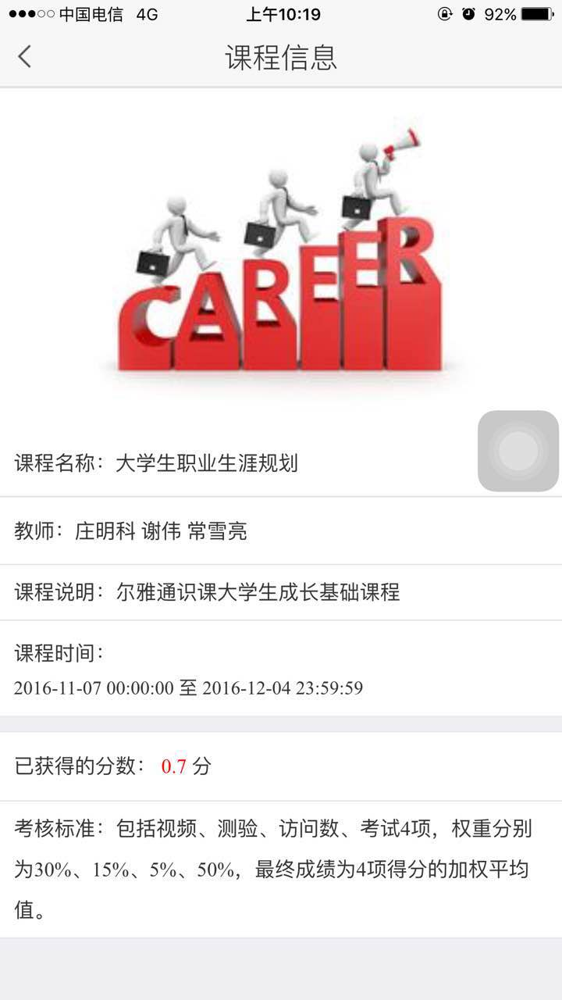 中国电信 4G 上午10:19 92%
课程信息
CAREER
课程名称：大学生职业生涯规划
教师：庄明科 谢伟 常雪亮
课程说明：尔雅通识课大学生成长基础课程
课程时间：
2016-11-07 00:00:00 至 2016-12-04 23:59:59
已获得的分数： 0.7 分
考核标准：包括视频、测验、访问数、考试4项，权重分别
为30%、15%、5%、50%，最终成绩为4项得分的加权平均
值。